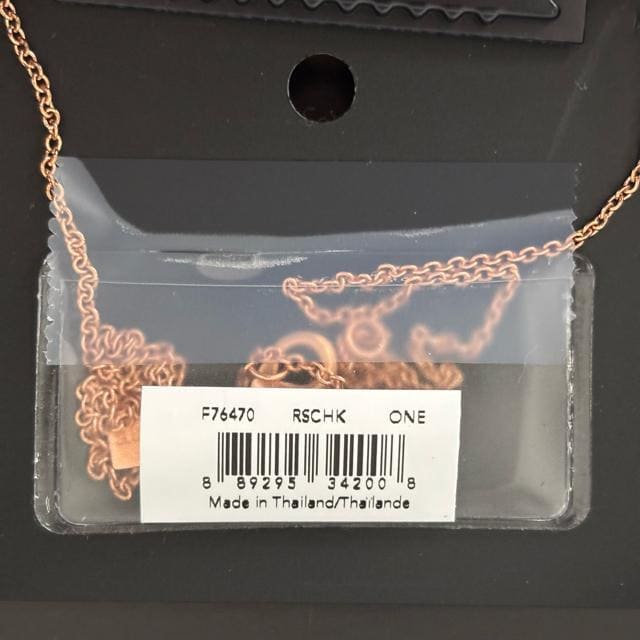 F76470 RSCHK ONE
8 89295 34200 8
Made in Thailand/Thaïlande